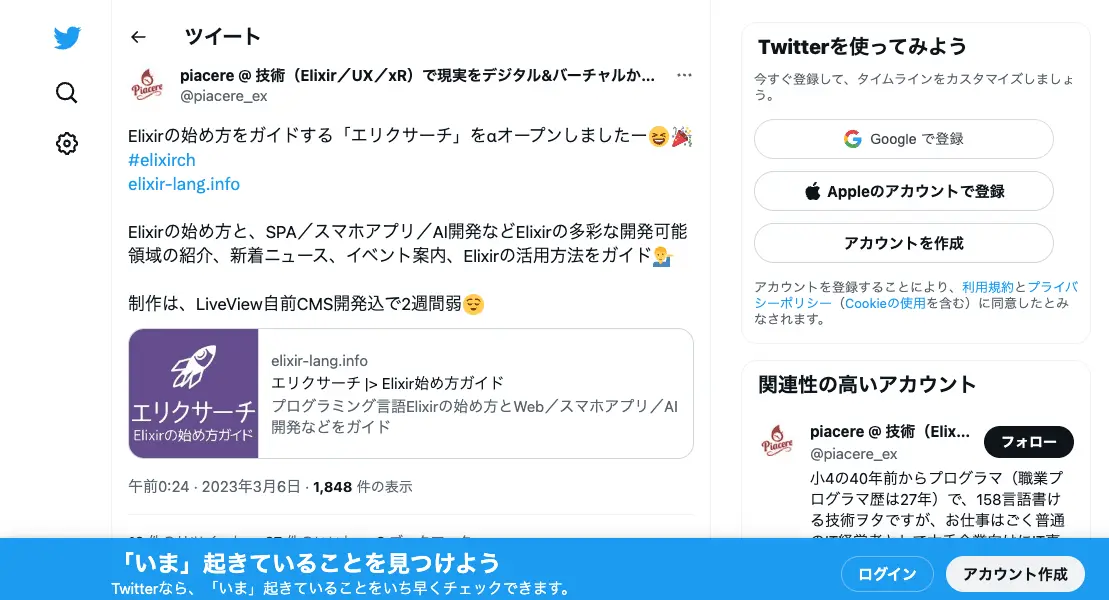 ツイート
piacere @ 技術（Elixir／UX／xR）で現実をデジタル&バーチャルか...
@piacere_ex
Elixirの始め方をガイドする「エリクサーチ」をαオープンしましたー😆🎉
#elixirch
elixir-lang.info
Elixirの始め方と、SPA／スマホアプリ／AI開発などElixirの多彩な開発可能
領域の紹介、新着ニュース、イベント案内、Elixirの活用方法をガイド💁‍♂️
制作は、LiveView自前CMS開発込で2週間弱😌
エリクサーチ
Elixirの始め方ガイド
elixir-lang.info
エリクサーチ |> Elixir始め方ガイド
プログラミング言語Elixirの始め方とWeb／スマホアプリ／AI
開発などをガイド
午前0:24 · 2023年3月6日 · 1,848 件の表示
Twitterを使ってみよう
今すぐ登録して、タイムラインをカスタマイズしましょ
う。
Google で登録
Appleのアカウントで登録
アカウントを作成
アカウントを登録することにより、利用規約とプライバ
シーポリシー（Cookieの使用を含む）に同意したとみ
なされます。
関連性の高いアカウント
Piacere
piacere @ 技術（Elix...
@piacere_ex
フォロー
小4の40年前からプログラマ（職業プ
ログラマ歴は27年）で、158言語書け
る技術ヲタですが、お仕事はごく普通
「いま」起きていることを見つけよう
Twitterなら、「いま」起きていることをいち早くチェックできます。
ログイン
アカウント作成